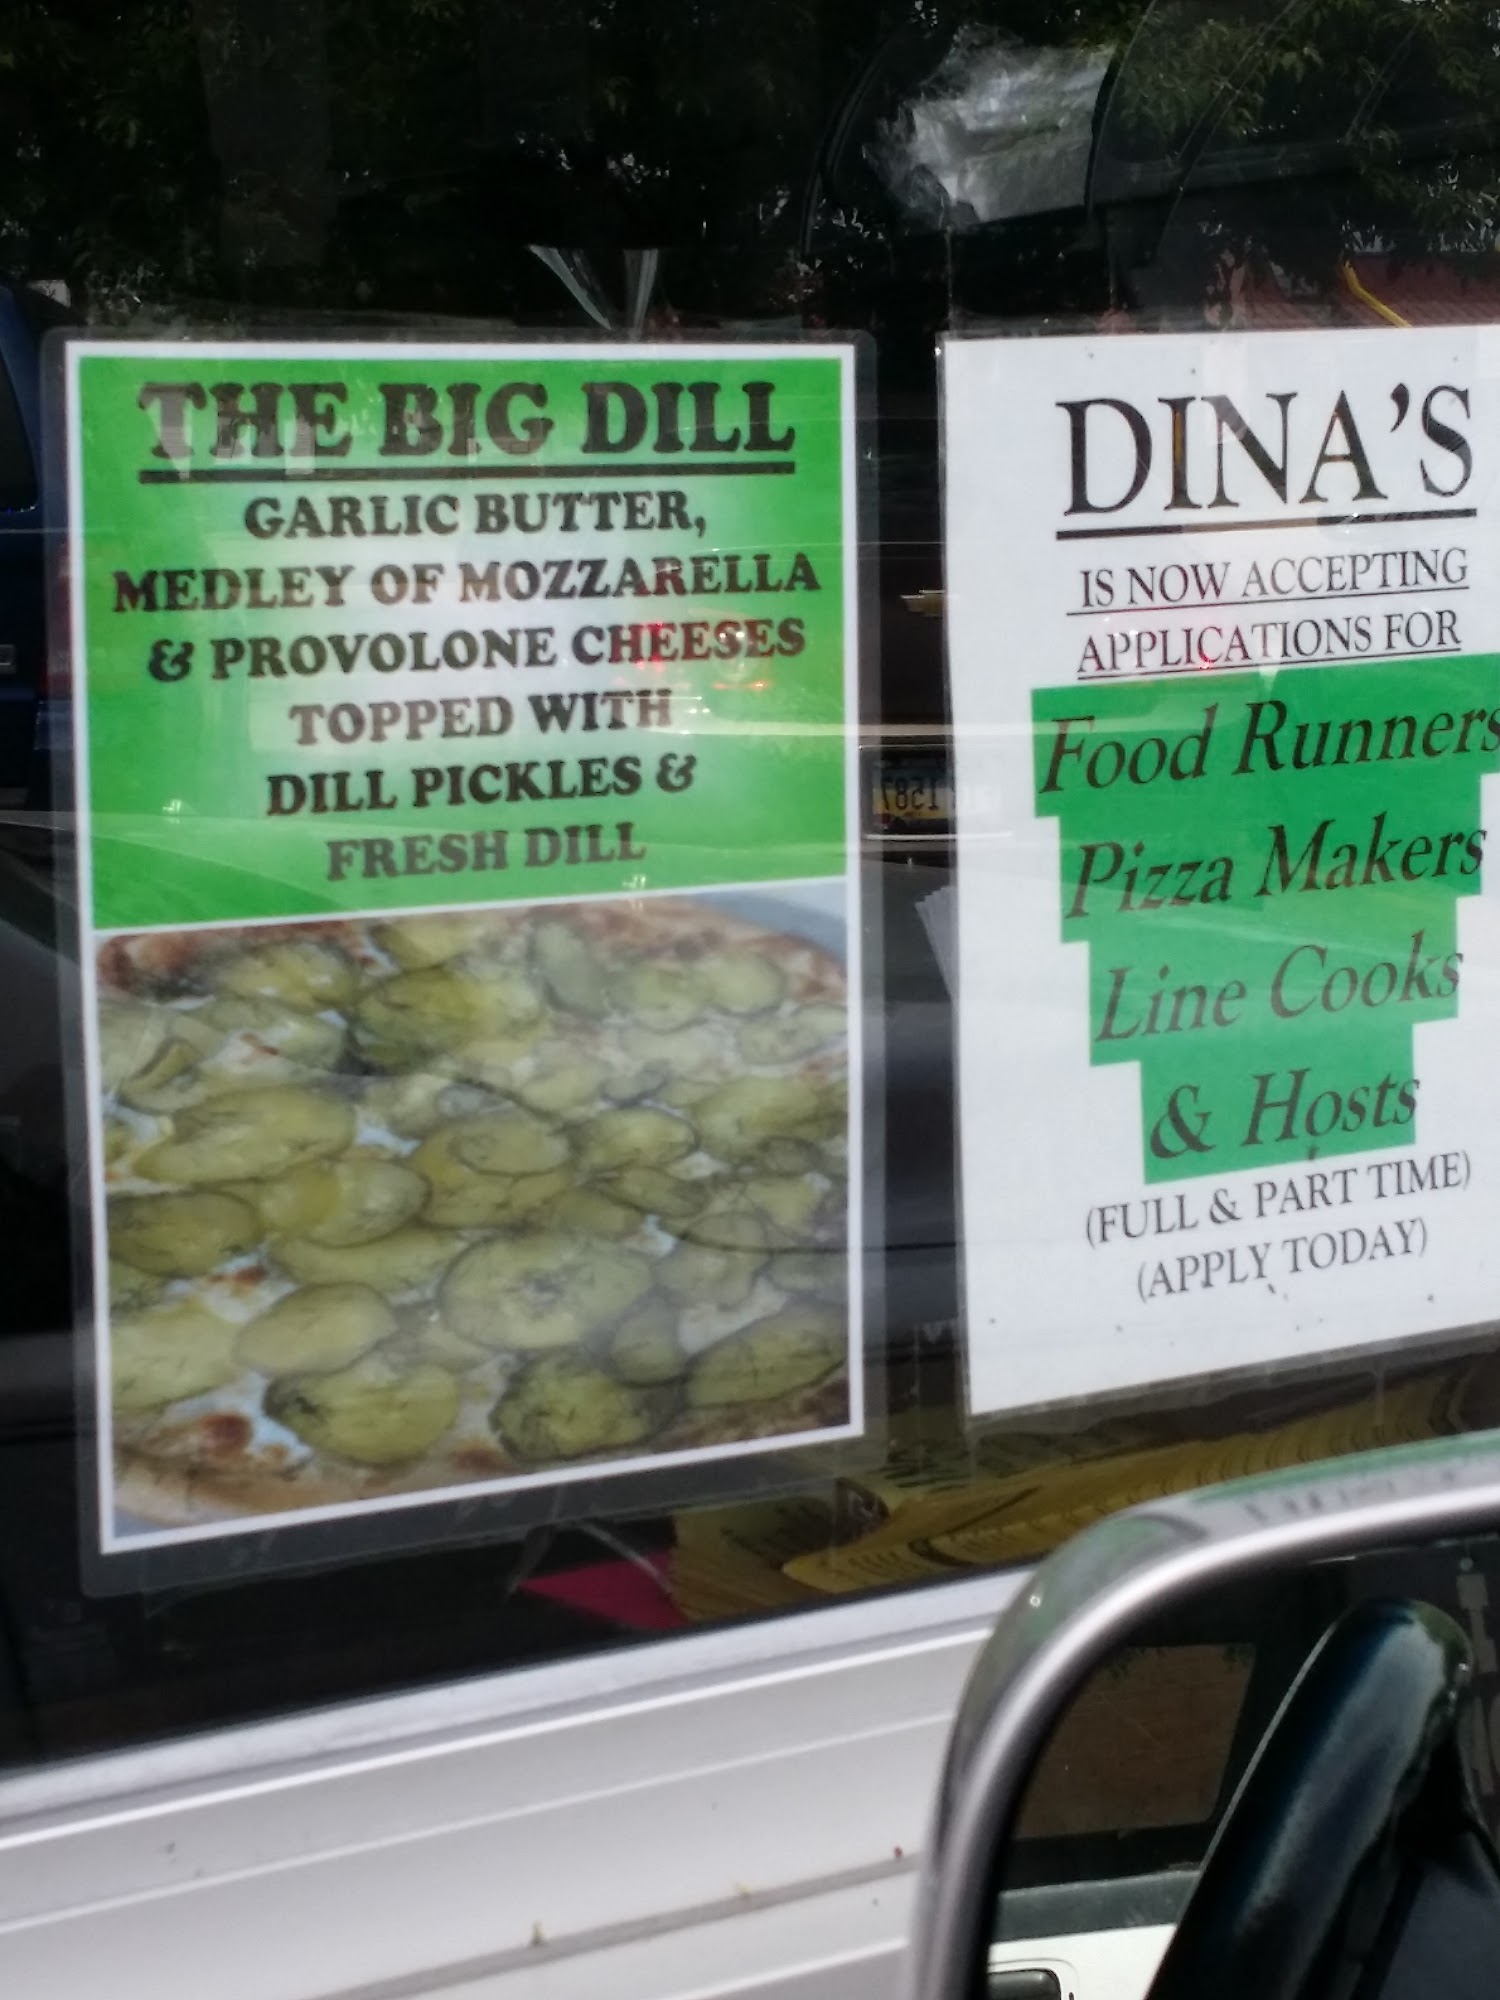 THE BIG DILL
GARLIC BUTTER,
MEDLEY OF MOZZARELLA
& PROVOLONE CHEESES
TOPPED WITH
DILL PICKLES &
FRESH DILL
DINA'S
IS NOW ACCEPTING
APPLICATIONS FOR
Food Runners
Pizza Makers
Line Cooks
& Hosts
(FULL & PART TIME)
(APPLY TODAY)